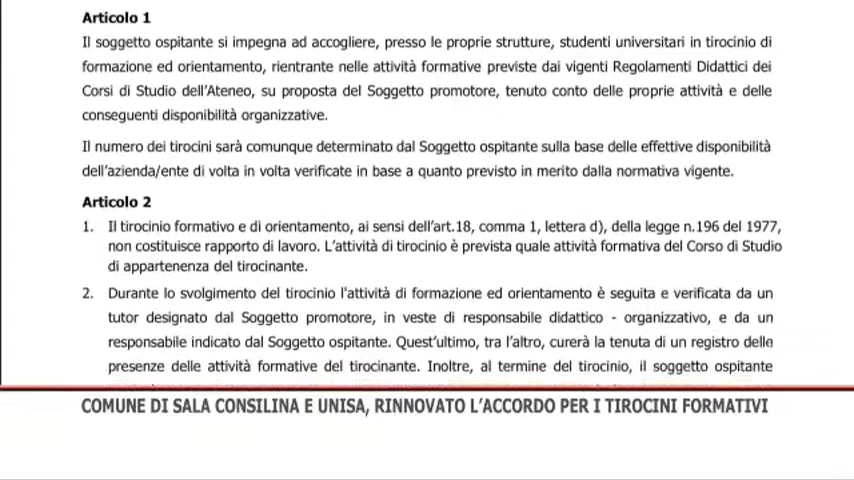 Articolo 1
Il soggetto ospitante si impegna ad accogliere, presso le proprie strutture, studenti universitari in tirocinio di
formazione ed orientamento, rientrante nelle attività formative previste dai vigenti Regolamenti Didattici dei
Corsi di Studio dell'Ateneo, su proposta del Soggetto promotore, tenuto conto delle proprie attività e delle
conseguenti disponibilità organizzative.
Il numero dei tirocini sarà comunque determinato dal Soggetto ospitante sulla base delle effettive disponibilità
dell'azienda/ente di volta in volta verificate in base a quanto previsto in merito dalla normativa vigente.
Articolo 2
1. Il tirocinio formativo e di orientamento, ai sensi dell'art.18, comma 1, lettera d), della legge n.196 del 1977,
non costituisce rapporto di lavoro. L'attività di tirocinio è prevista quale attività formativa del Corso di Studio
di appartenenza del tirocinante.
2. Durante lo svolgimento del tirocinio l'attività di formazione ed orientamento è seguita e verificata da un
tutor designato dal Soggetto promotore, in veste di responsabile didattico - organizzativo, e da un
responsabile indicato dal Soggetto ospitante. Quest'ultimo, tra l'altro, curerà la tenuta di un registro delle
presenze delle attività formative del tirocinante. Inoltre, al termine del tirocinio, il soggetto ospitante
COMUNE DI SALA CONSILINA E UNISA, RINNOVATO L'ACCORDO PER I TIROCINI FORMATIVI